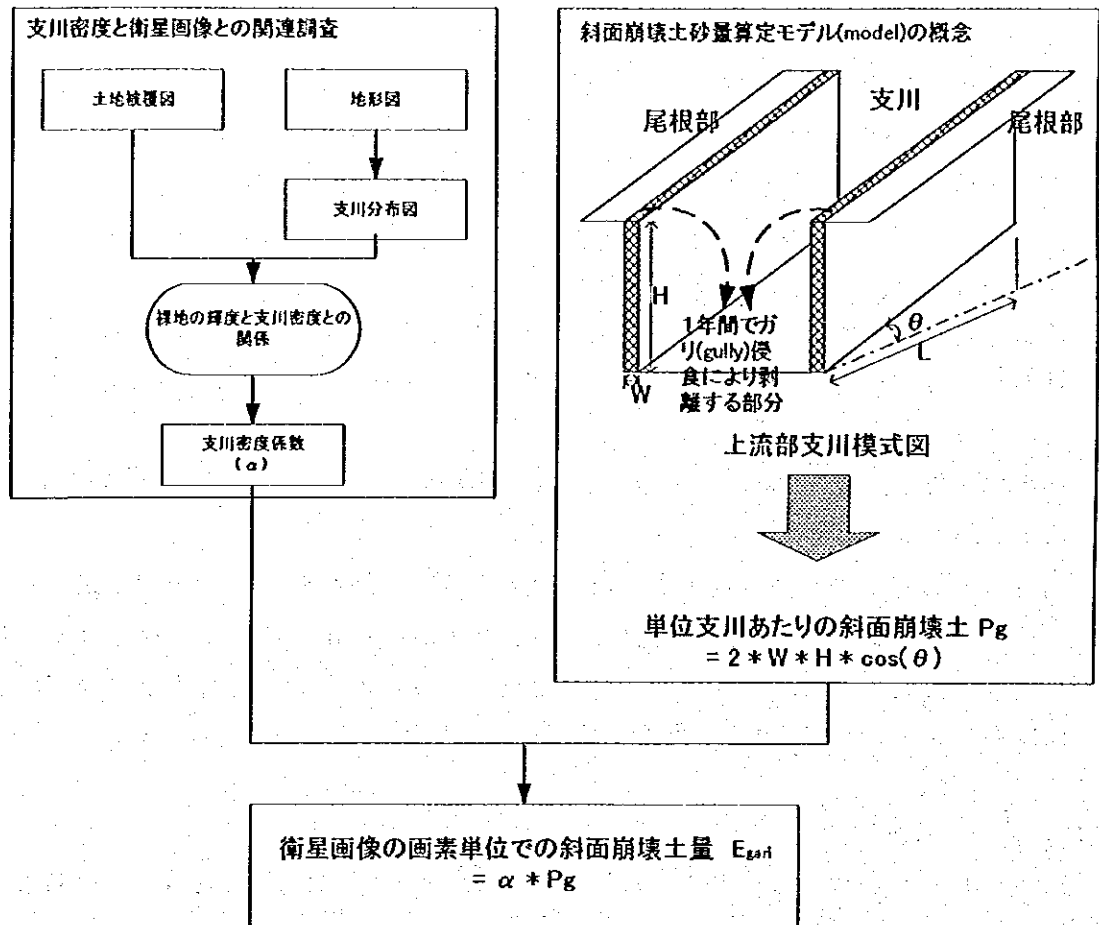 支川密度と衛星画像との関連調査
土地被覆図
地形図
支川分布図
裸地の輝度と支川密度との
関係
支川密度係数
(α)
斜面崩壊土砂量算定モデル(model)の概念
支川
尾根部
尾根部
H
W
1年間でガ
リ(gully)侵
食により剥
離する部分
θ
L
上流部支川模式図
単位支川あたりの斜面崩壊土 Pg
= 2 * W * H * cos(θ)
衛星画像の画素単位での斜面崩壊土量 Egari
= α * Pg